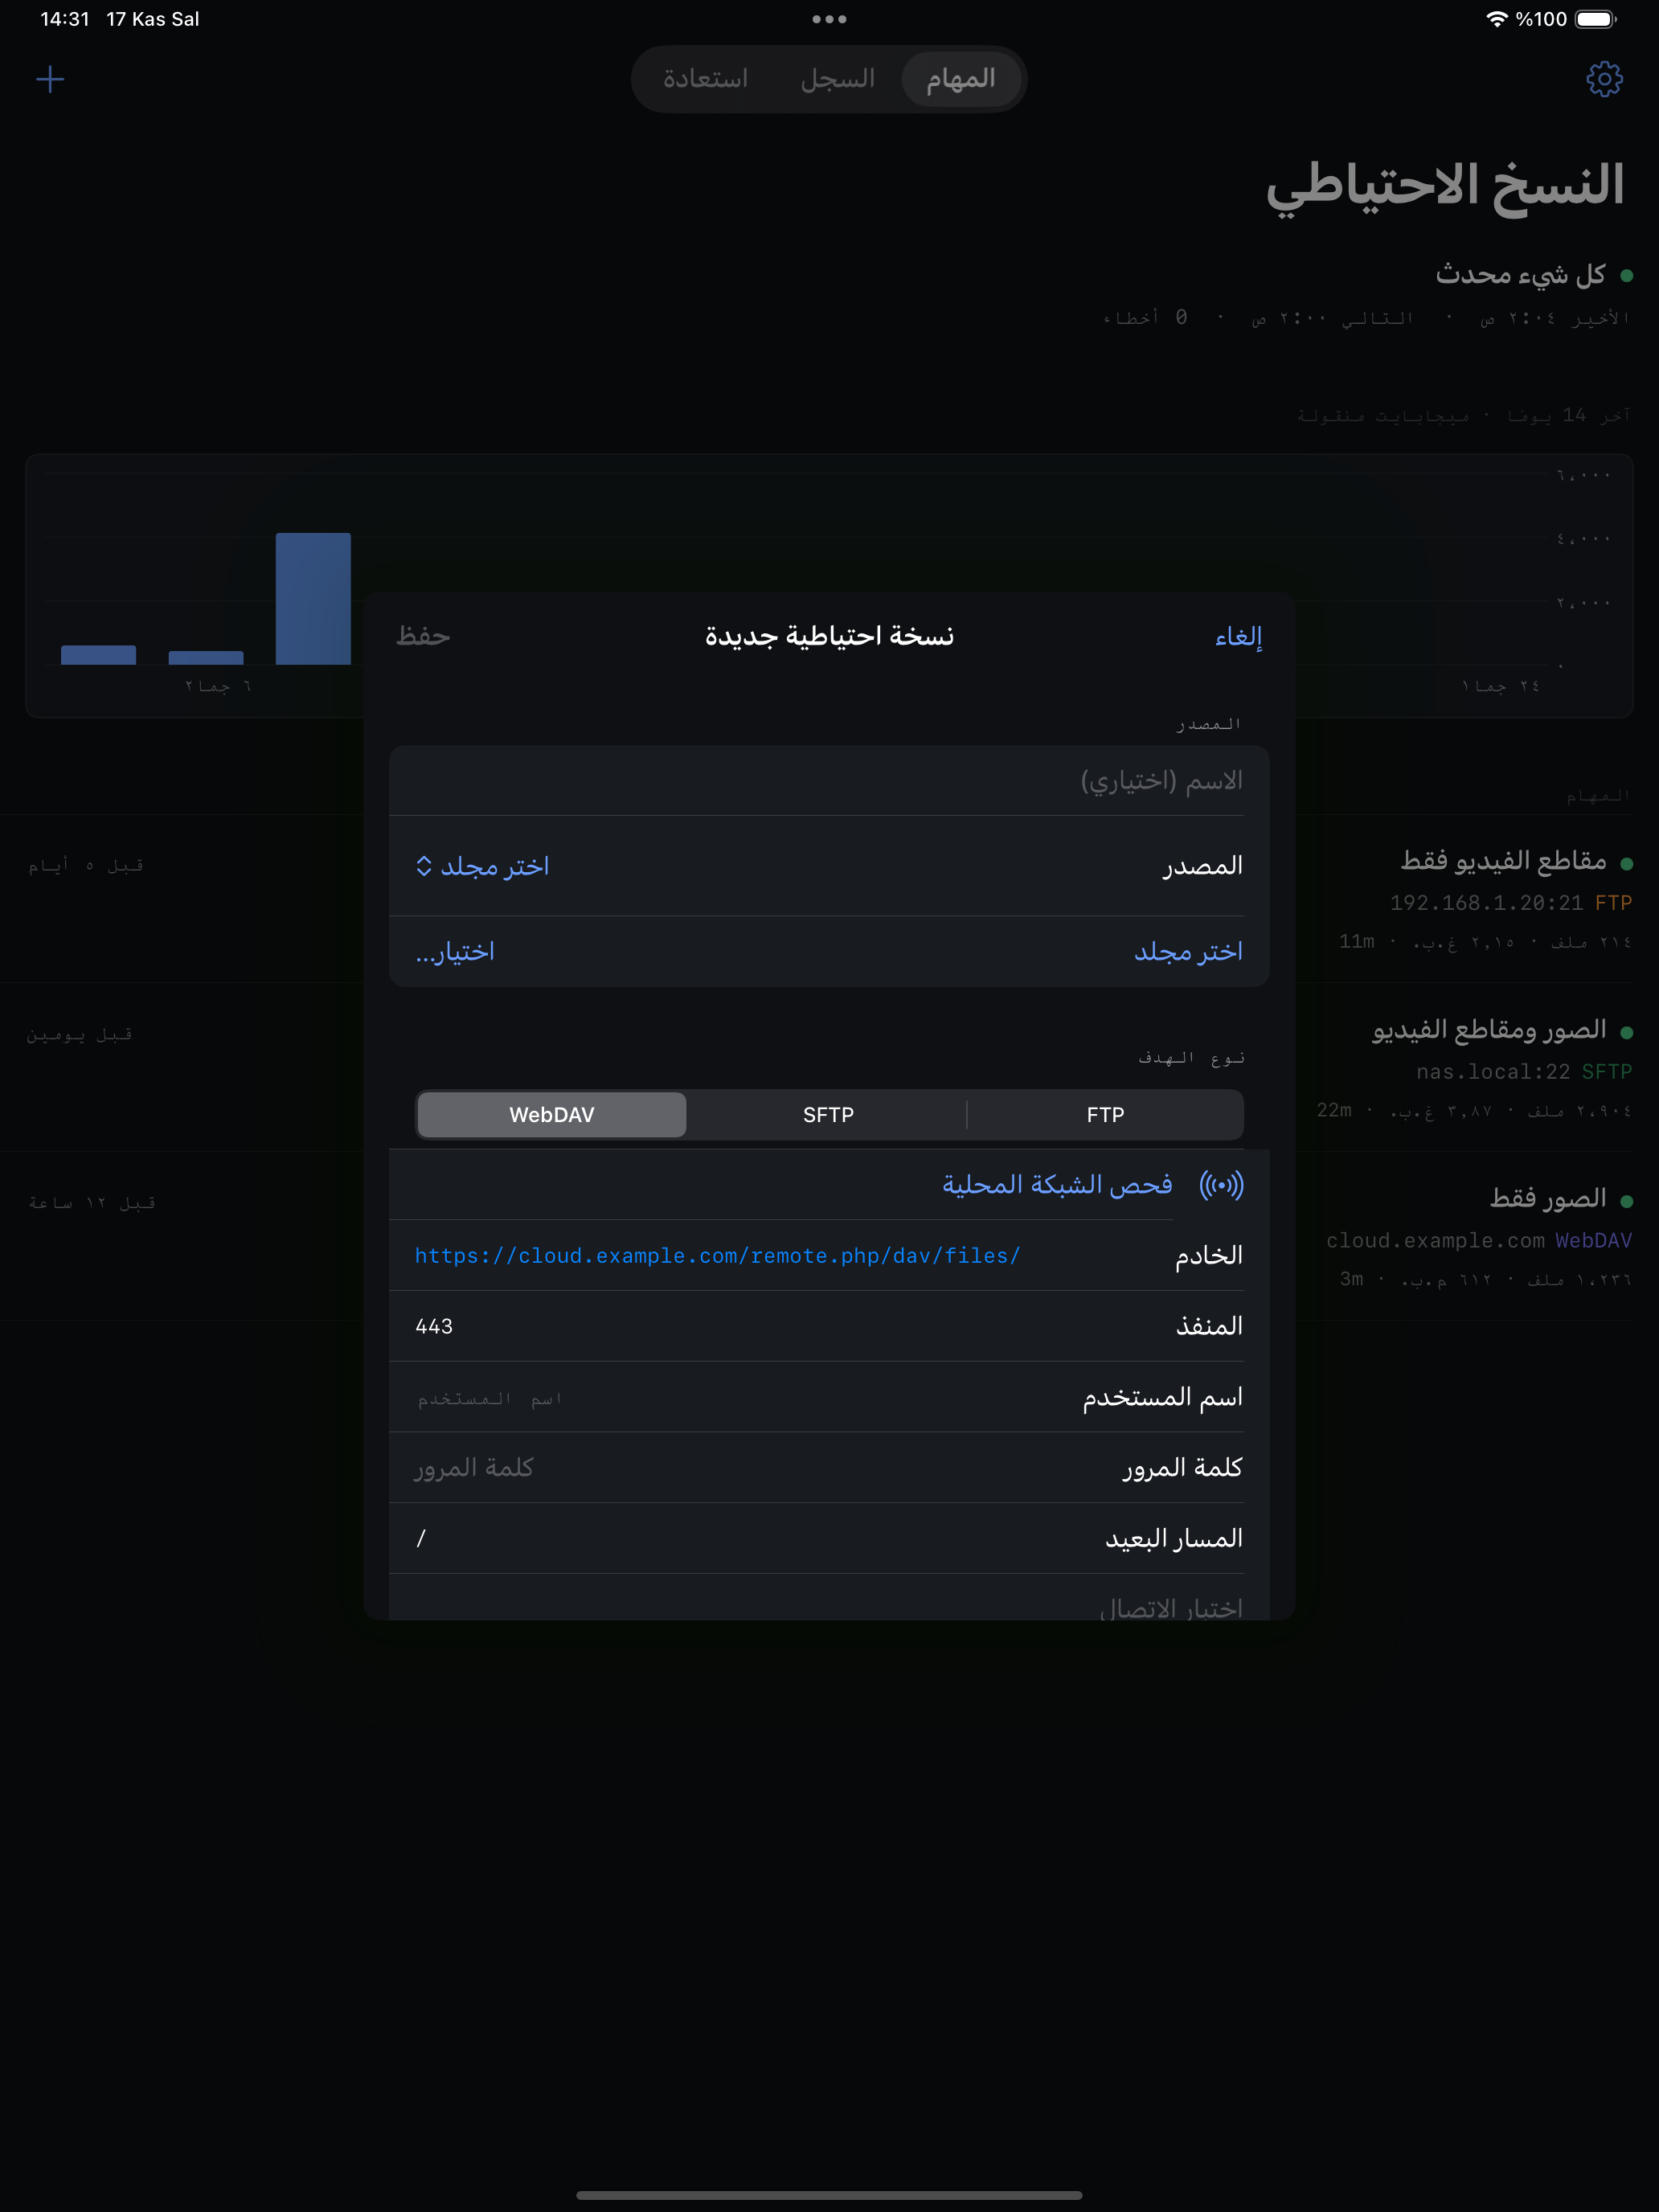 14:31 17 Kas Sal
%100
المهام السجل استعادة
النسخ الاحتياطي
كل شيء محدث
الأخير ٢:٠٤ ص · التالي ٢:٠٠ ص · 0 أخطاء
آخر 14 يومًا · ميجابايت منقولة
٦،٠٠٠
٤،٠٠٠
٢،٠٠٠
٠
٢٤ جما١ ٦ جما٢
المهام
مقاطع الفيديو فقط قبل ٥ أيام
FTP 192.168.1.20:21
٢١٤ ملف · ٢,١٥ غ.ب. · 11m
الصور ومقاطع الفيديو قبل يومين
SFTP nas.local:22
٢،٩٠٤ ملف · ٣,٨٧ غ.ب. · 22m
الصور فقط قبل ١٢ ساعة
WebDAV cloud.example.com
١،٢٣٦ ملف · ٦١٢ م.ب. · 3m
إلغاء نسخة احتياطية جديدة حفظ
المصدر
الاسم (اختياري)
المصدر اختر مجلد
اختر مجلد اختيار...
نوع الهدف
FTP SFTP WebDAV
فحص الشبكة المحلية
الخادم https://cloud.example.com/remote.php/dav/files/
المنفذ 443
اسم المستخدم اسم المستخدم
كلمة المرور كلمة المرور
المسار البعيد /
اختبار الاتصال